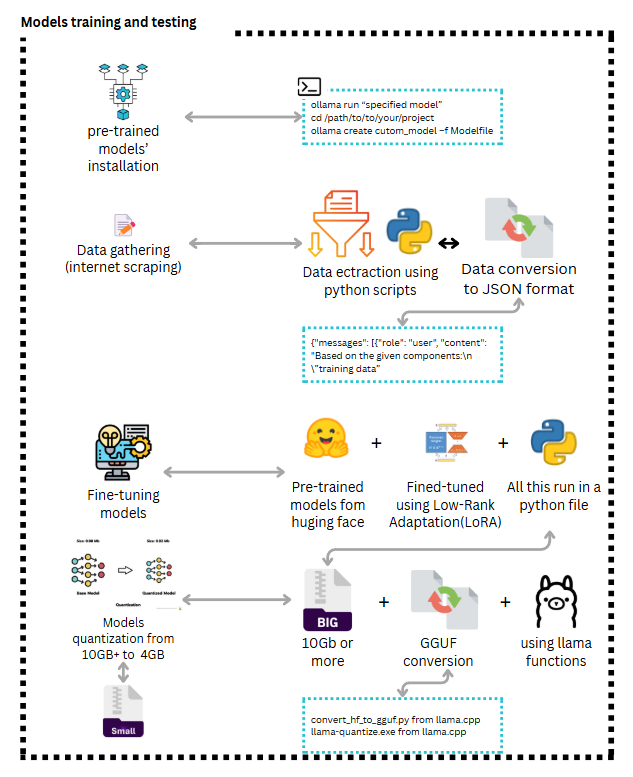 Models training and testing
pre-trained
models'
installation
ollama run “specified model”
cd /path/to/to/your/project
ollama create cutom_model –f Modelfile
Data gathering
(internet scraping)
Data ectraction using
python scripts
Data conversion
to JSON format
{"messages": [{"role": "user", "content":
"Based on the given components:\n
\"training data"
Fine-tuning
models
Pre-trained
models fom
huging face
+
Fined-tuned
using Low-Rank
Adaptation(LoRA)
+
All this run in a
python file
Size: 0.98 Mb
Size: 0.32 Mb
Base Model
Quantized Model
Quantization
Models
quantization from
10GB+ to 4GB
Small
BIG
10Gb or
more
+
GGUF
conversion
+
using llama
functions
convert_hf_to_gguf.py from llama.cpp
llama-quantize.exe from llama.cpp